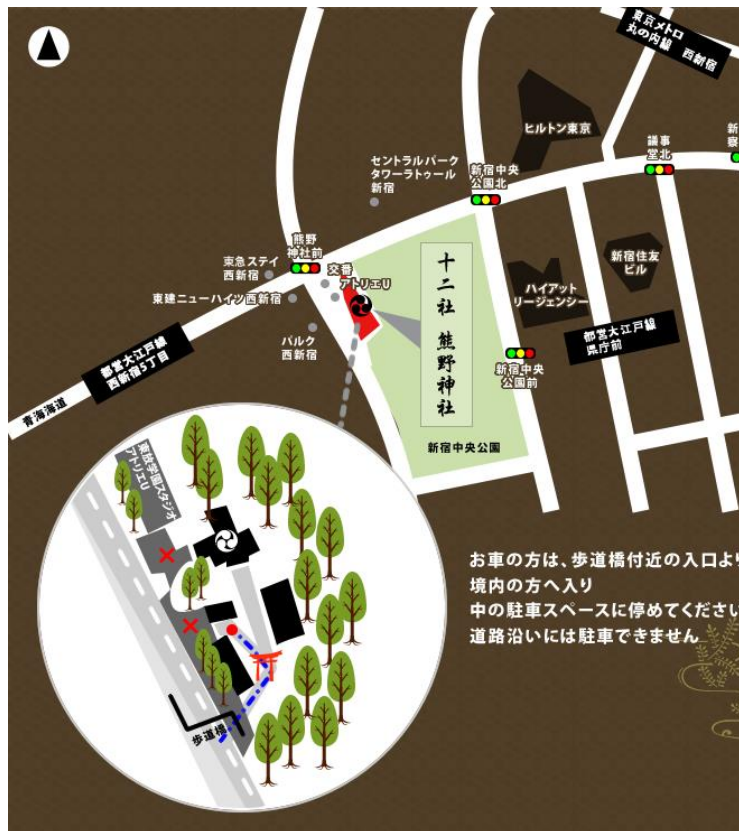 東京メトロ
丸の内線 西新宿
ヒルトン東京
議事
堂北
新
察
セントラルパーク
タワーラトゥール
新宿
新宿中央
公園北
熊野
神社前
交番
アトリエU
東急ステイ
西新宿
東建ニューハイツ西新宿
パルク
西新宿
十二社 熊野神社
ハイアット
リージェンシー
新宿住友
ビル
都営大江戸線
県庁前
新宿中央
公園前
都営大江戸線
西新宿5丁目
青海海道
新宿中央公園
東放学園スタジオ
アトリエU
歩道橋
お車の方は、歩道橋付近の入口より
境内の方へ入り
中の駐車スペースに停めてください
道路沿いには駐車できません